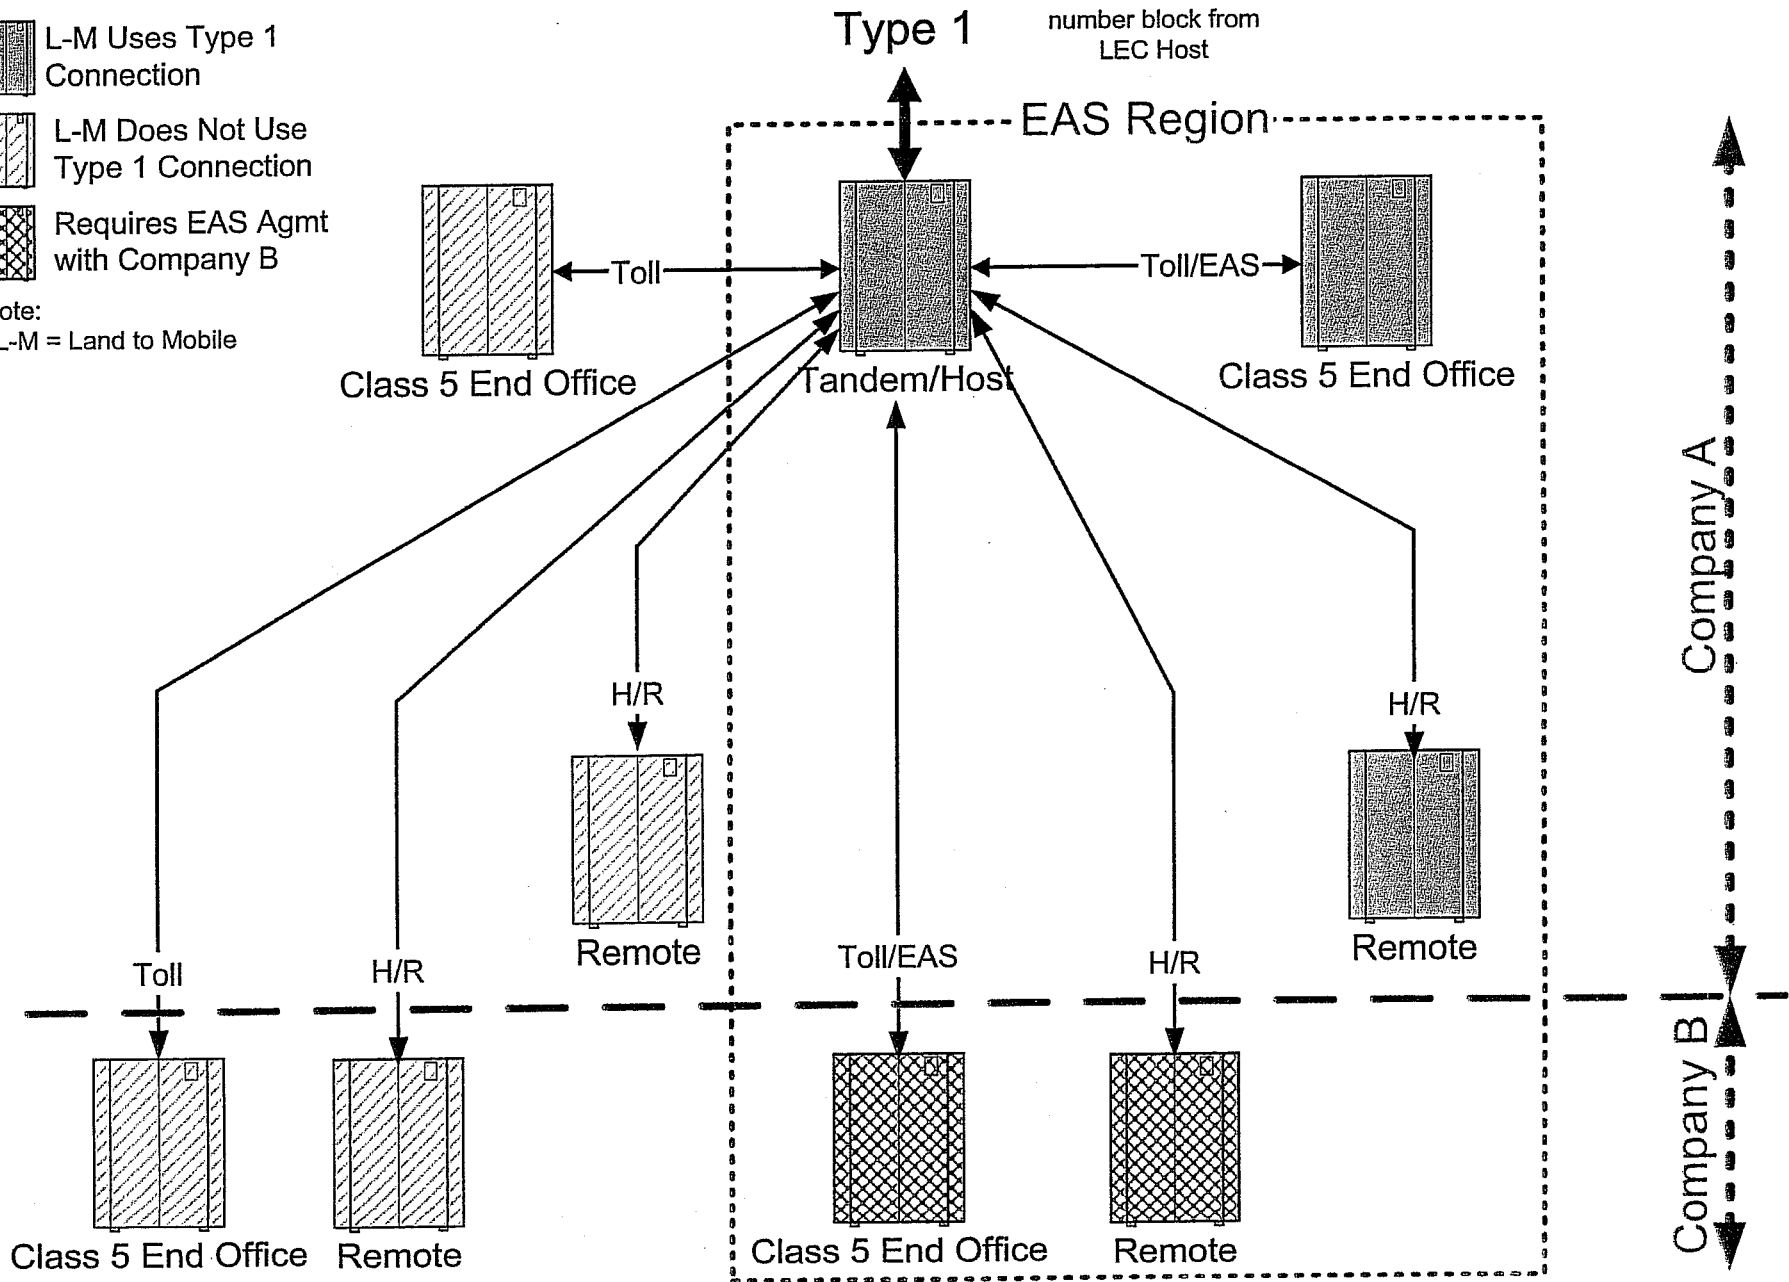 L-M Uses Type 1
Connection
L-M Does Not Use
Type 1 Connection
Requires EAS Agmt
with Company B
ote:
L-M = Land to Mobile
Type 1
number block from
LEC Host
EAS Region
Toll
Toll/EAS
Class 5 End Office
Tandem/Host
Class 5 End Office
Company A
H/R
H/R
Remote
Remote
Toll
H/R
Toll/EAS
H/R
Company B
Class 5 End Office
Remote
Class 5 End Office
Remote